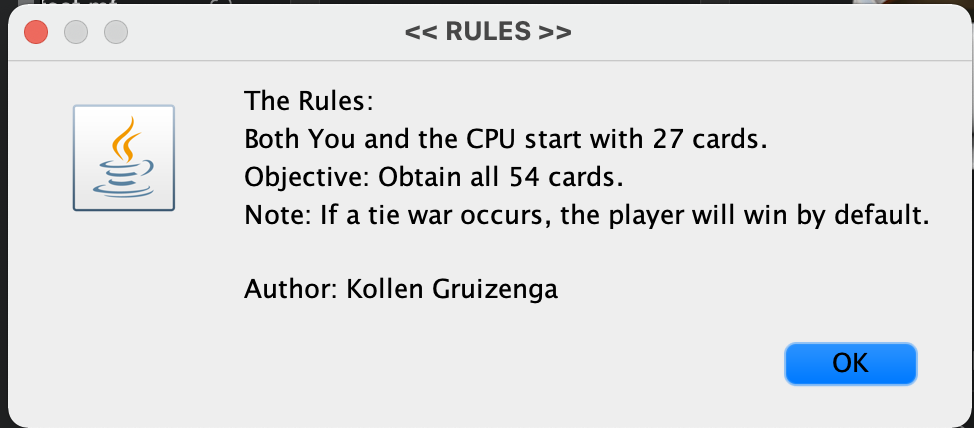 << RULES >>
The Rules:
Both You and the CPU start with 27 cards.
Objective: Obtain all 54 cards.
Note: If a tie war occurs, the player will win by default.
Author: Kollen Gruizenga
OK